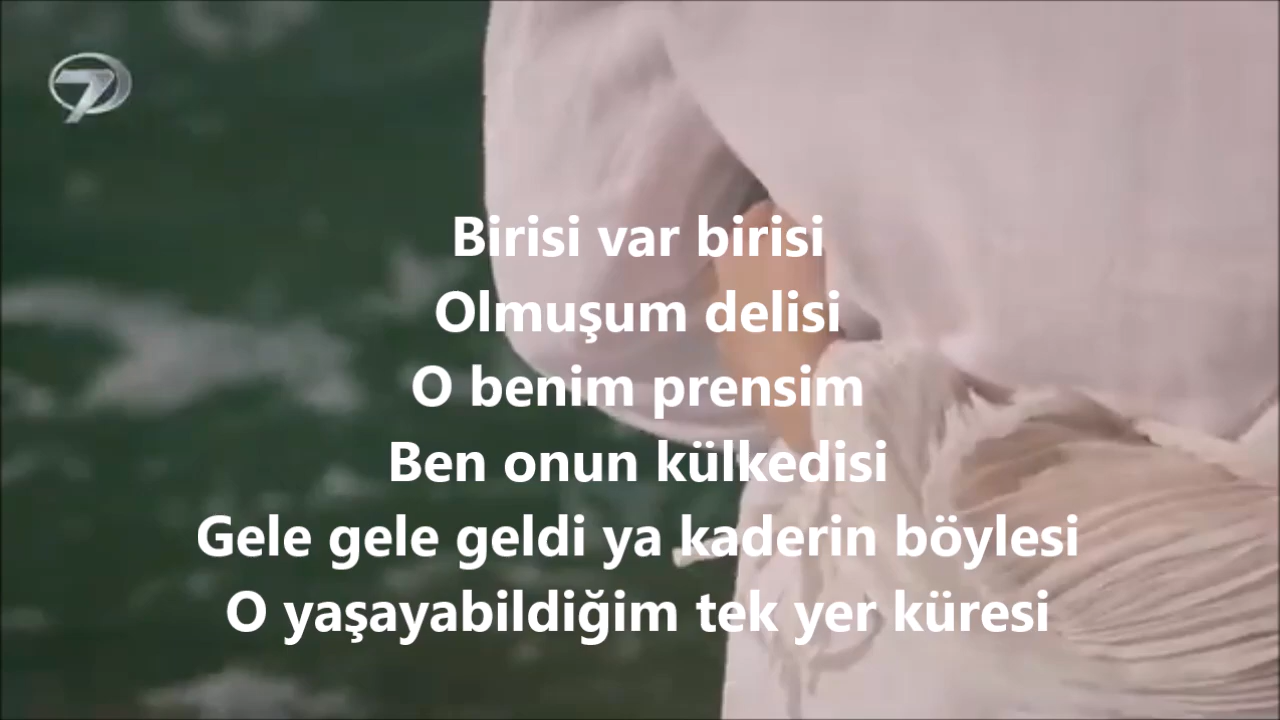 7
Birisi var birisi
Olmuşum delisi
O benim prensim
Ben onun külkedisi
Gele gele geldi ya kaderin böylesi
O yaşayabildiğim tek yer küresi